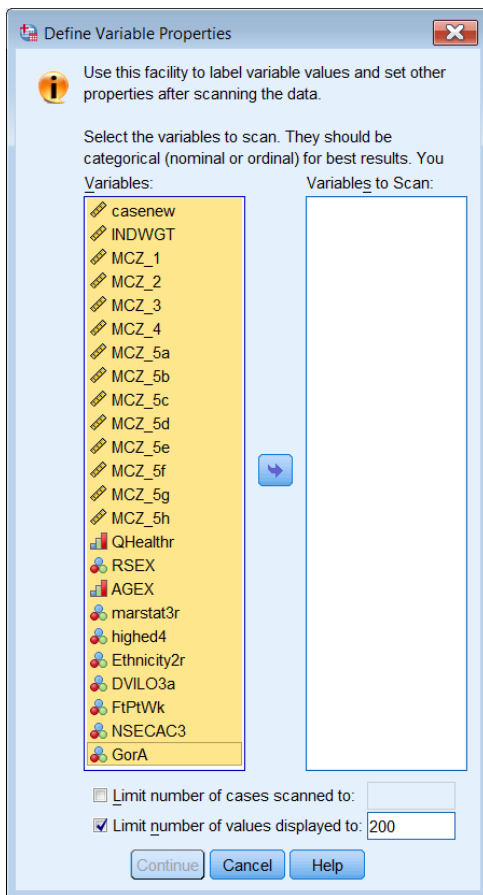 Define Variable Properties
Use this facility to label variable values and set other
properties after scanning the data.
Select the variables to scan. They should be
categorical (nominal or ordinal) for best results. You
Variables:
Variables to Scan:
casenew
INDWGT
MCZ_1
MCZ_2
MCZ_3
MCZ_4
MCZ_5a
MCZ_5b
MCZ_5c
MCZ_5d
MCZ_5e
MCZ_5f
MCZ_5g
MCZ_5h
QHealthr
RSEX
AGEX
marstat3r
highed4
Ethnicity2r
DVILO3a
FtPtWk
NSECAC3
GorA
Limit number of cases scanned to:
Limit number of values displayed to: 200
Continue Cancel Help